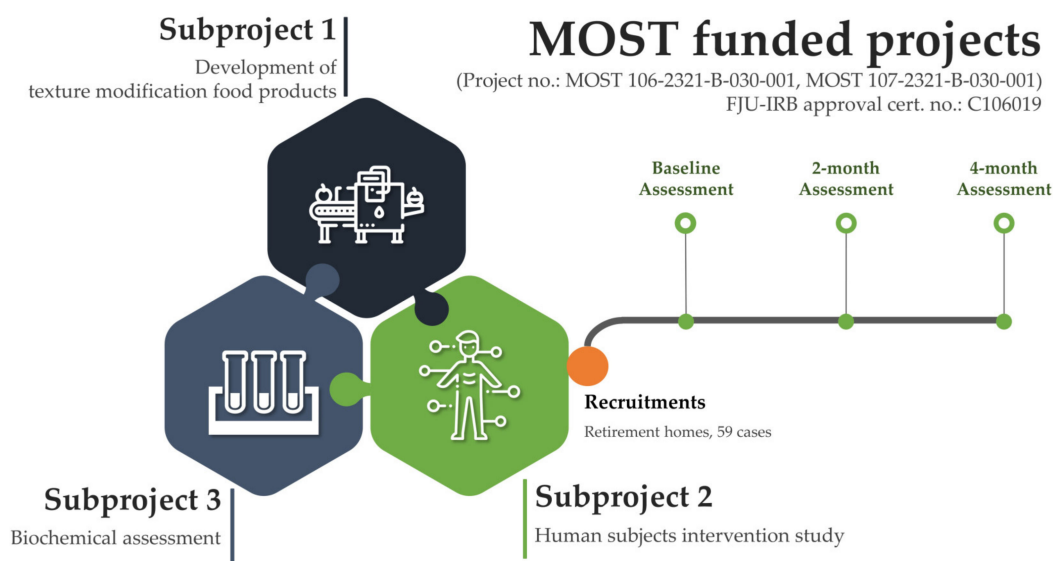 Subproject 1
Development of
texture modification food products
MOST funded projects
(Project no.: MOST 106-2321-B-030-001, MOST 107-2321-B-030-001)
FJU-IRB approval cert. no.: C106019
Baseline
Assessment
2-month
Assessment
4-month
Assessment
Recruitments
Retirement homes, 59 cases
Subproject 3
Biochemical assessment
Subproject 2
Human subjects intervention study